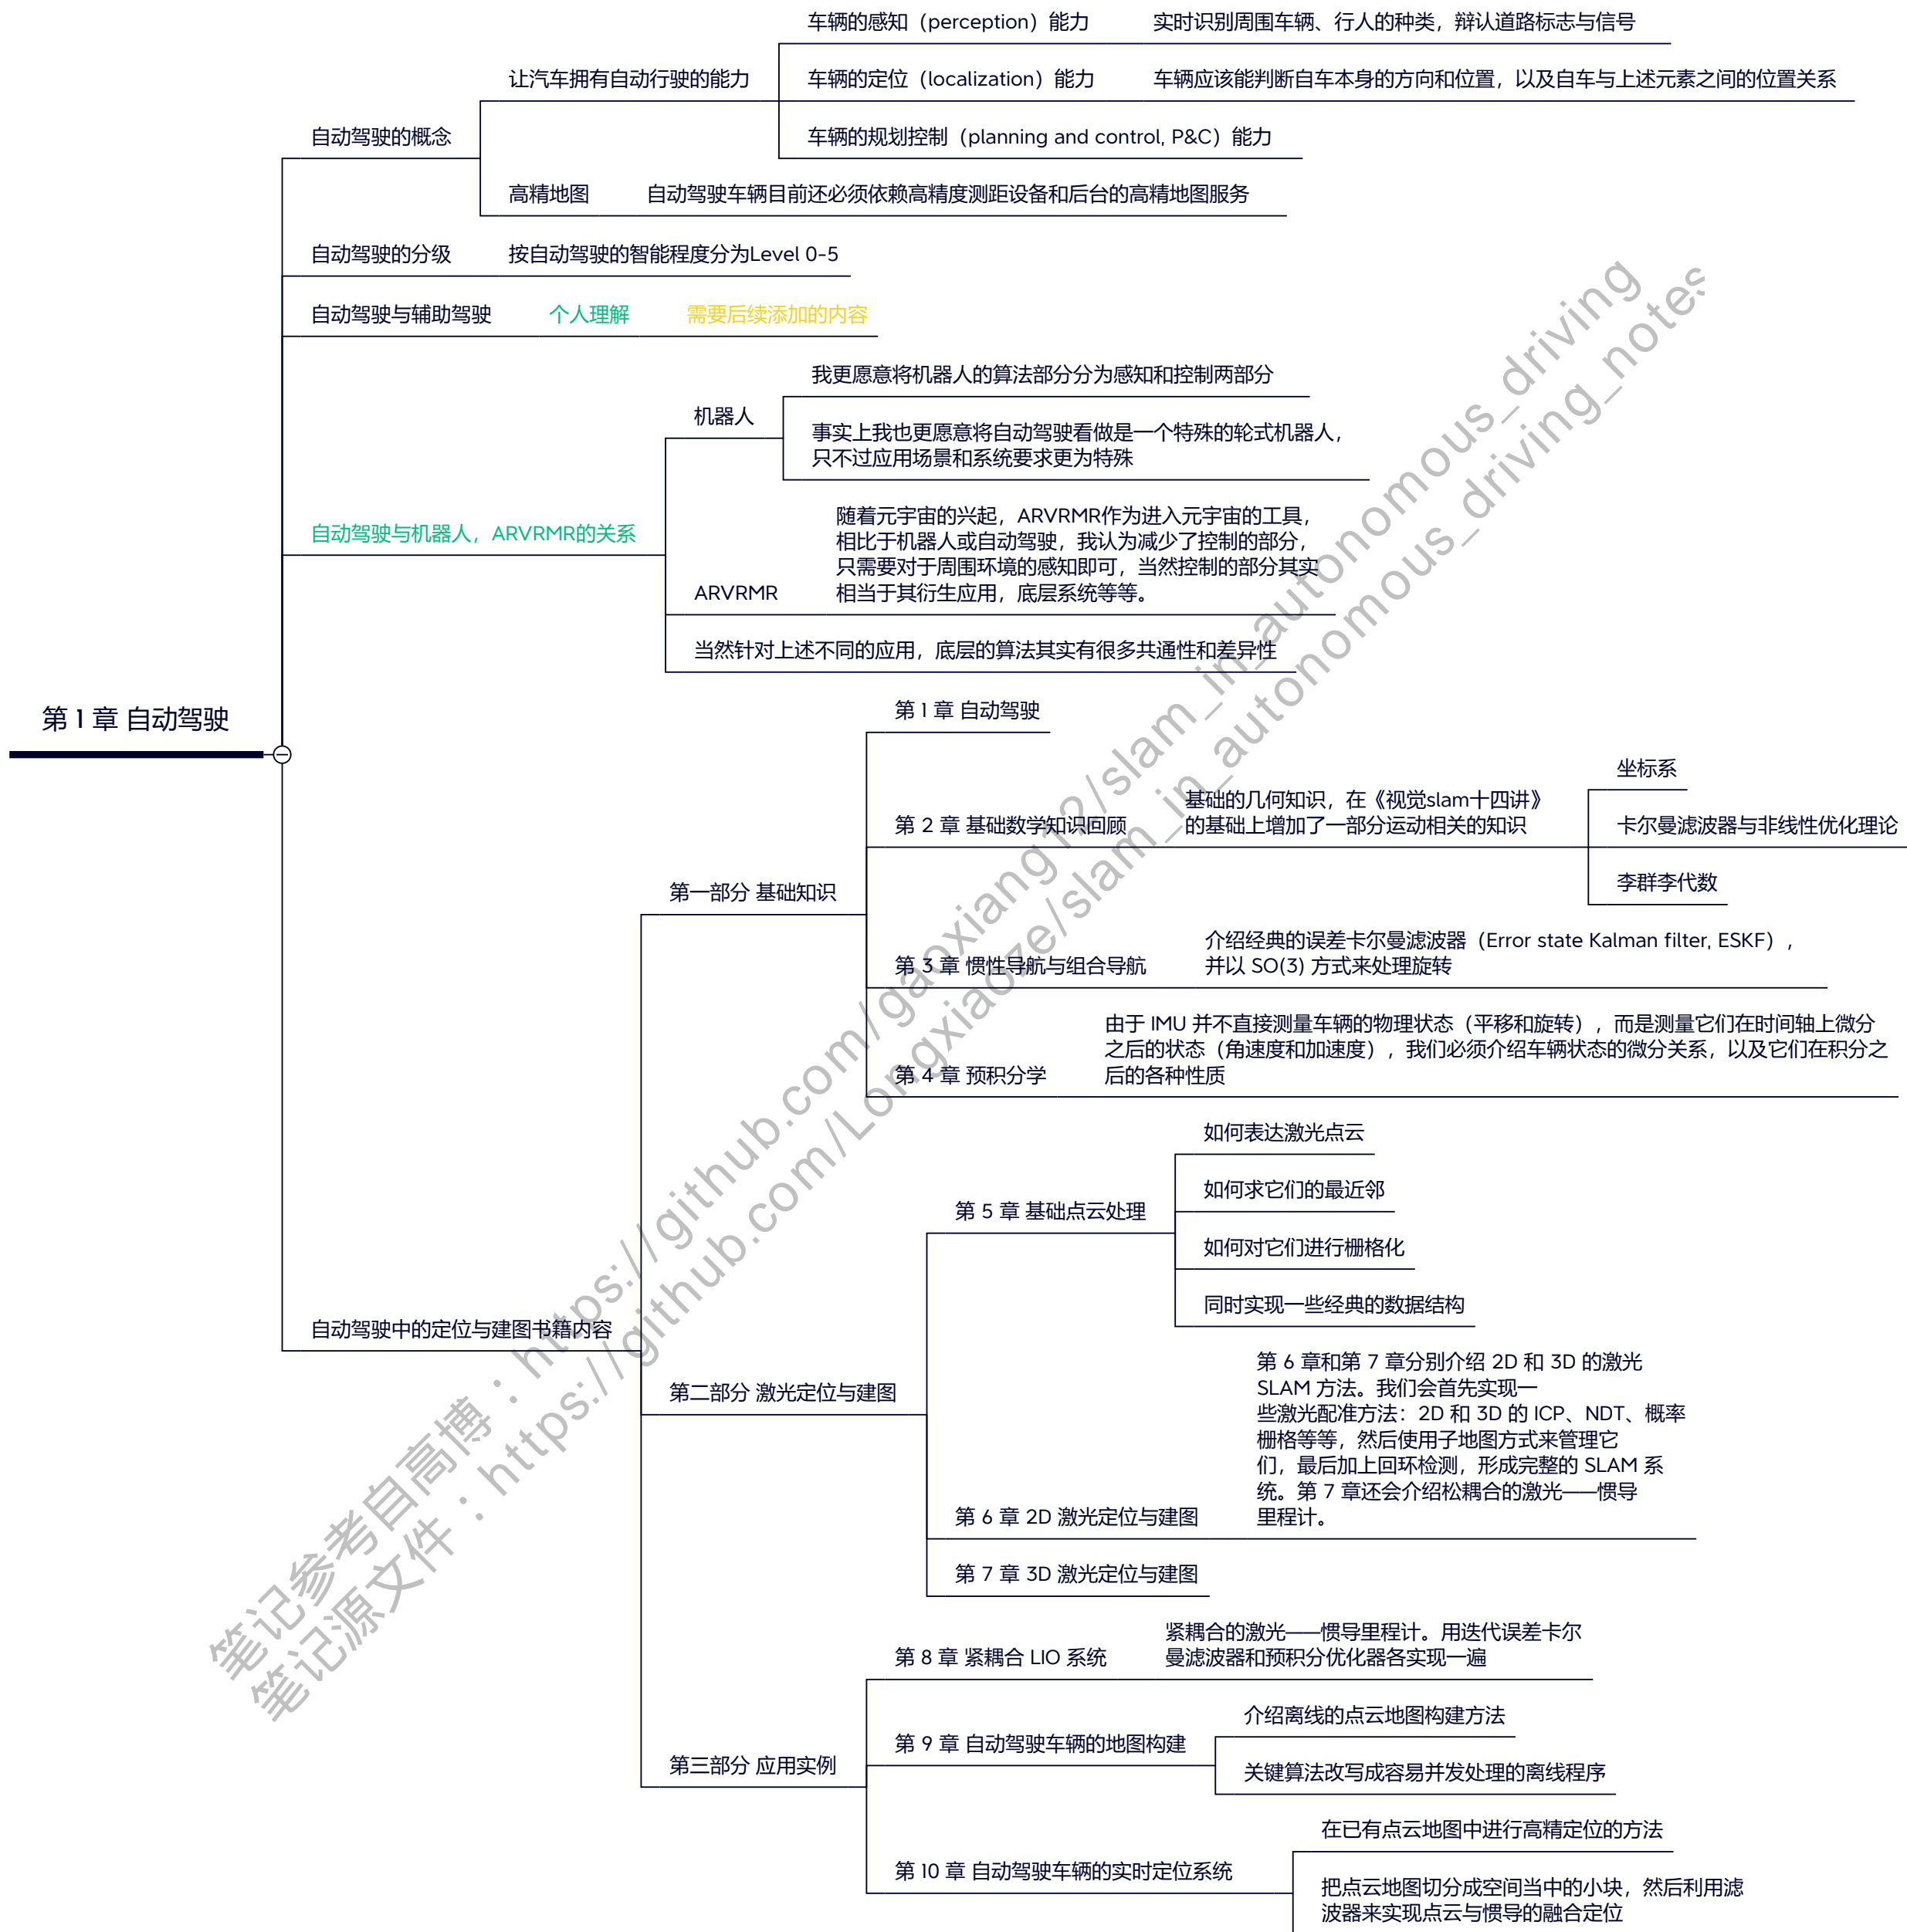 第 1 章 自动驾驶
自动驾驶的概念
让汽车拥有自动行驶的能力
车辆的感知（perception）能力
实时识别周围车辆、行人的种类，辩认道路标志与信号
车辆的定位（localization）能力
车辆应该能判断自车本身的方向和位置，以及自车与上述元素之间的位置关系
车辆的规划控制（planning and control, P&C）能力
高精地图
自动驾驶车辆目前还必须依赖高精度测距设备和后台的高精地图服务
自动驾驶的分级
按自动驾驶的智能程度分为Level 0-5
自动驾驶与辅助驾驶
个人理解
需要后续添加的内容
自动驾驶与机器人，ARVRMR的关系
机器人
我更愿意将机器人的算法部分分为感知和控制两部分
事实上我也更愿意将自动驾驶看做是一个特殊的轮式机器人，
只不过应用场景和系统要求更为特殊
ARVRMR
随着元宇宙的兴起，ARVRMR作为进入元宇宙的工具，
相比于机器人或自动驾驶，我认为减少了控制的部分，
只需要对于周围环境的感知即可，当然控制的部分其实
相当于其衍生应用，底层系统等等。
当然针对上述不同的应用，底层的算法其实有很多共通性和差异性
自动驾驶中的定位与建图书籍内容
第一部分 基础知识
第 1 章 自动驾驶
第 2 章 基础数学知识回顾
基础的几何知识，在《视觉slam十四讲》
的基础上增加了一部分运动相关的知识
坐标系
卡尔曼滤波器与非线性优化理论
李群李代数
第 3 章 惯性导航与组合导航
介绍经典的误差卡尔曼滤波器（Error state Kalman filter, ESKF），
并以 SO(3) 方式来处理旋转
第 4 章 预积分学
由于 IMU 并不直接测量车辆的物理状态（平移和旋转），而是测量它们在时间轴上微分
之后的状态（角速度和加速度），我们必须介绍车辆状态的微分关系，以及它们在积分之
后的各种性质
第二部分 激光定位与建图
第 5 章 基础点云处理
如何表达激光点云
如何求它们的最近邻
如何对它们进行栅格化
同时实现一些经典的数据结构
第 6 章 2D 激光定位与建图
第 6 章和第 7 章分别介绍 2D 和 3D 的激光
SLAM 方法。我们会首先实现一
些激光配准方法：2D 和 3D 的 ICP、NDT、概率
栅格等等，然后使用子地图方式来管理它
们，最后加上回环检测，形成完整的 SLAM 系
统。第 7 章还会介绍松耦合的激光——惯导
里程计。
第 7 章 3D 激光定位与建图
第三部分 应用实例
第 8 章 紧耦合 LIO 系统
紧耦合的激光——惯导里程计。用迭代误差卡尔
曼滤波器和预积分优化器各实现一遍
第 9 章 自动驾驶车辆的地图构建
介绍离线的点云地图构建方法
关键算法改写成容易并发处理的离线程序
第 10 章 自动驾驶车辆的实时定位系统
在已有点云地图中进行高精定位的方法
把点云地图切分成空间当中的小块，然后利用滤
波器来实现点云与惯导的融合定位
笔记参考自高博：https://github.com/gaoxiang12/slam_in_autonomous_driving
笔记源文件：https://github.com/Longxiaoze/slam_in_autonomous_driving_notes